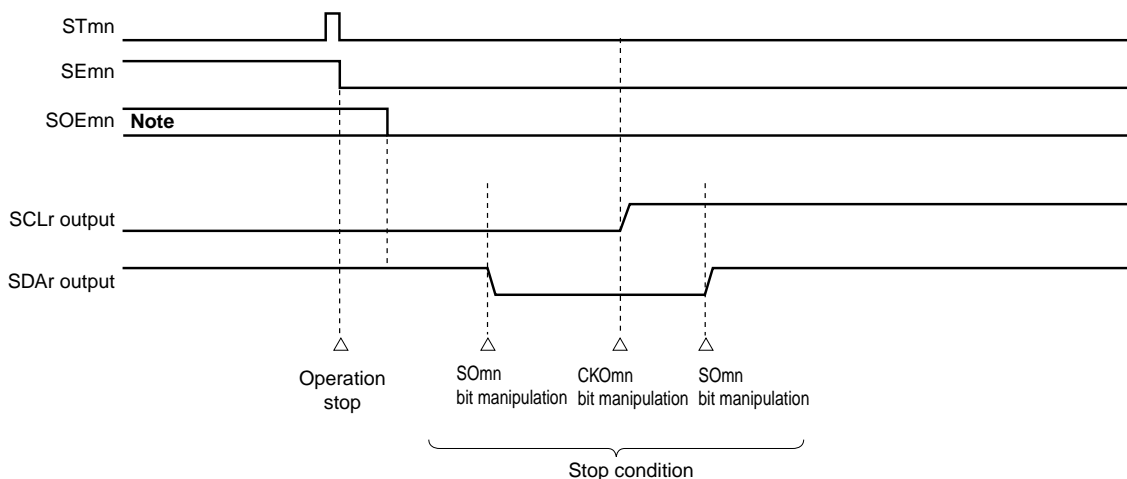 STmn
SEmn
SOEmn Note
SCLr output
SDAr output
Operation
stop
SOmn
bit manipulation
CKOmn
bit manipulation
SOmn
bit manipulation
Stop condition